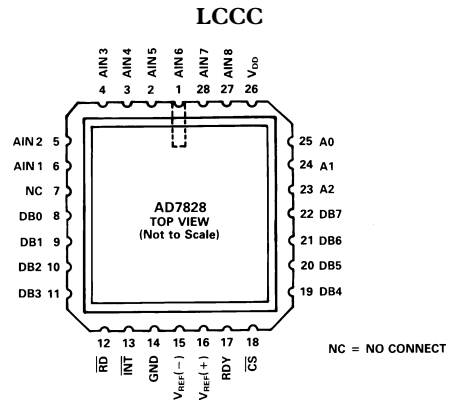 LCCC
AIN 3 AIN 4 AIN 5 AIN 6 AIN 7 AIN 8 VDD
4 3 2 1 28 27 26
AIN 2 5
AIN 1 6
NC 7
DB0 8
DB1 9
DB2 10
DB3 11
AD7828
TOP VIEW
(Not to Scale)
25 A0
24 A1
23 A2
22 DB7
21 DB6
20 DB5
19 DB4
12 13 14 15 16 17 18
R̅D̅ I̅N̅T̅ GND VREF(−) VREF(+) RDY C̅S̅
NC = NO CONNECT